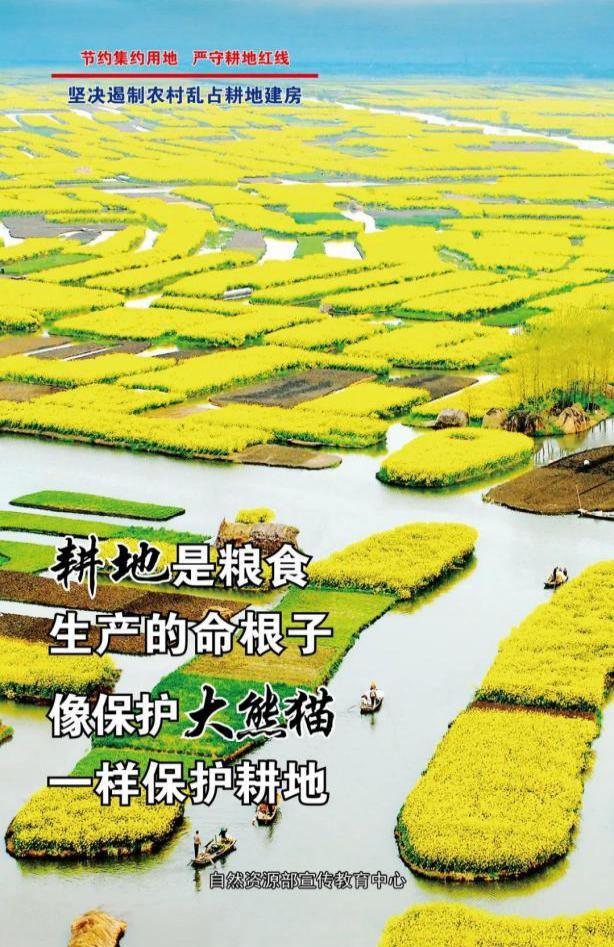 节约集约用地 严守耕地红线
坚决遏制农村乱占耕地建房
耕地是粮食
生产的命根子
像保护大熊猫
一样保护耕地
自然资源部宣传教育中心